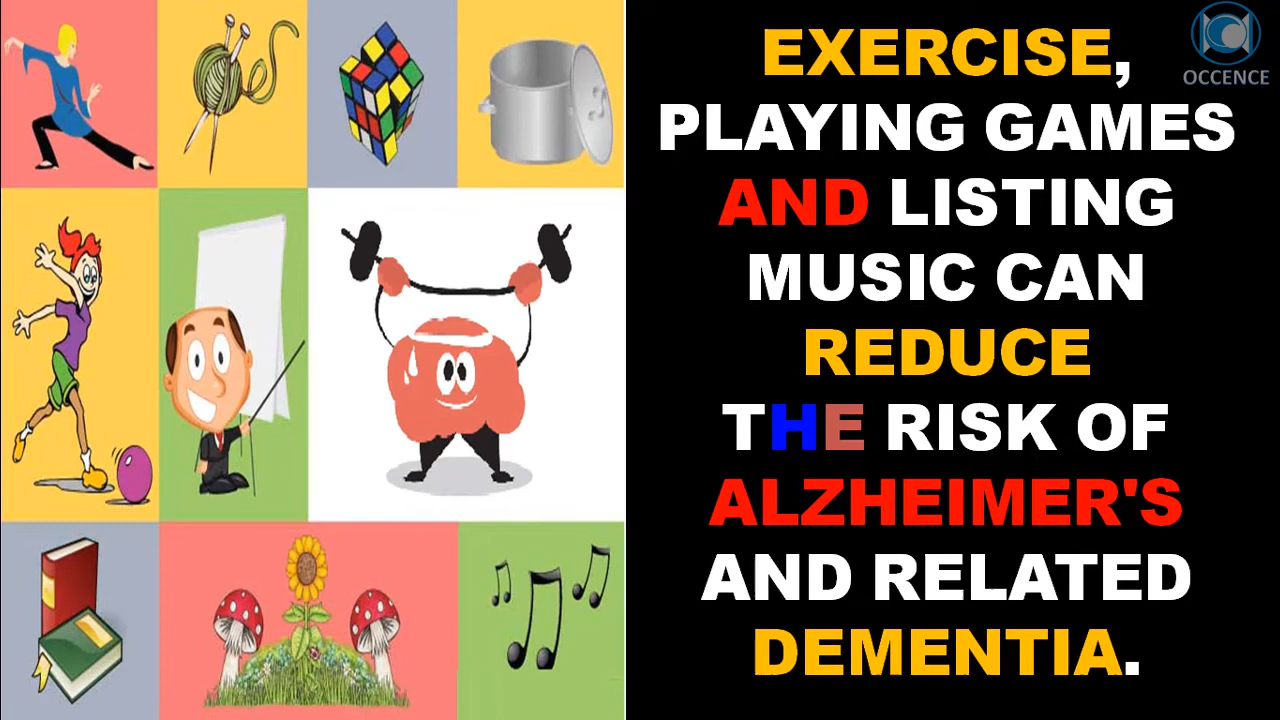 EXERCISE,
PLAYING GAMES
AND LISTING
MUSIC CAN
REDUCE
THE RISK OF
ALZHEIMER'S
AND RELATED
DEMENTIA.
OCCENCE